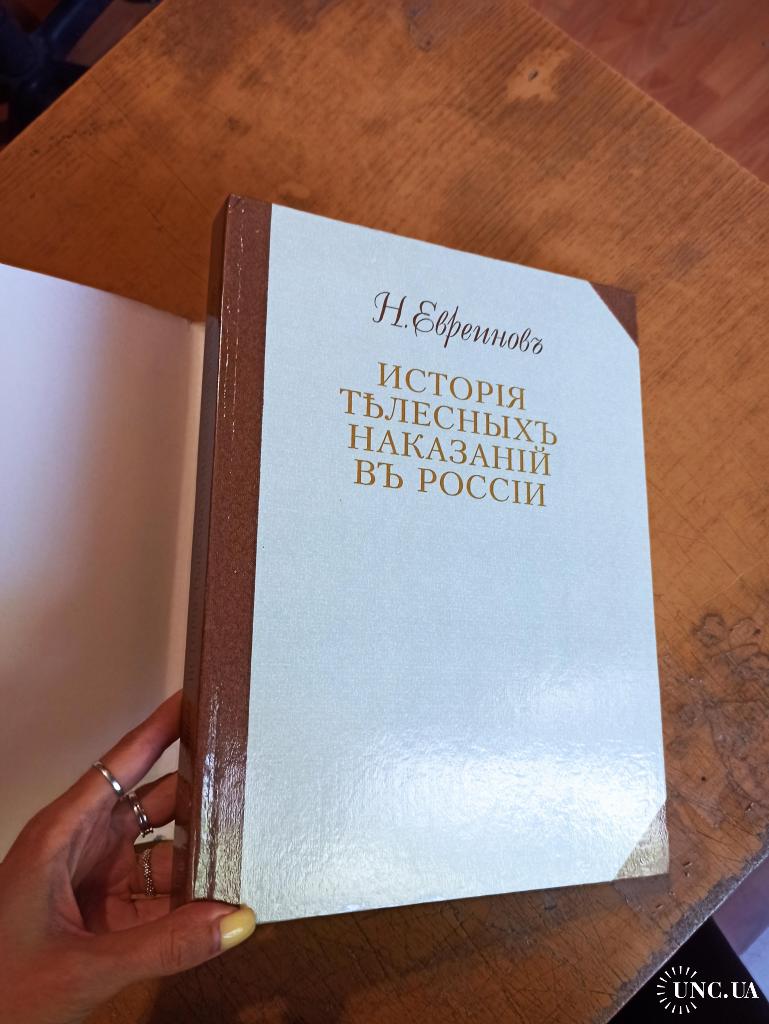 Н. Евреиновъ
ИСТОРІЯ
ТѢЛЕСНЫХЪ
НАКАЗАНІЙ
ВЪ РОССІИ
UNC.UA